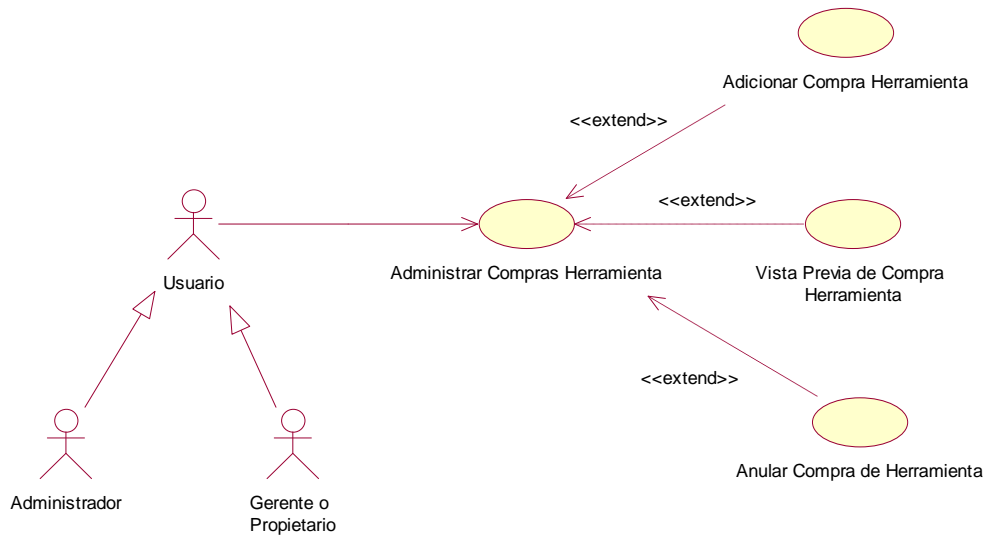 Adicionar Compra Herramienta
<<extend>>
<<extend>>
Usuario
Administrar Compras Herramienta
Vista Previa de Compra
Herramienta
<<extend>>
Anular Compra de Herramienta
Administrador
Gerente o
Propietario